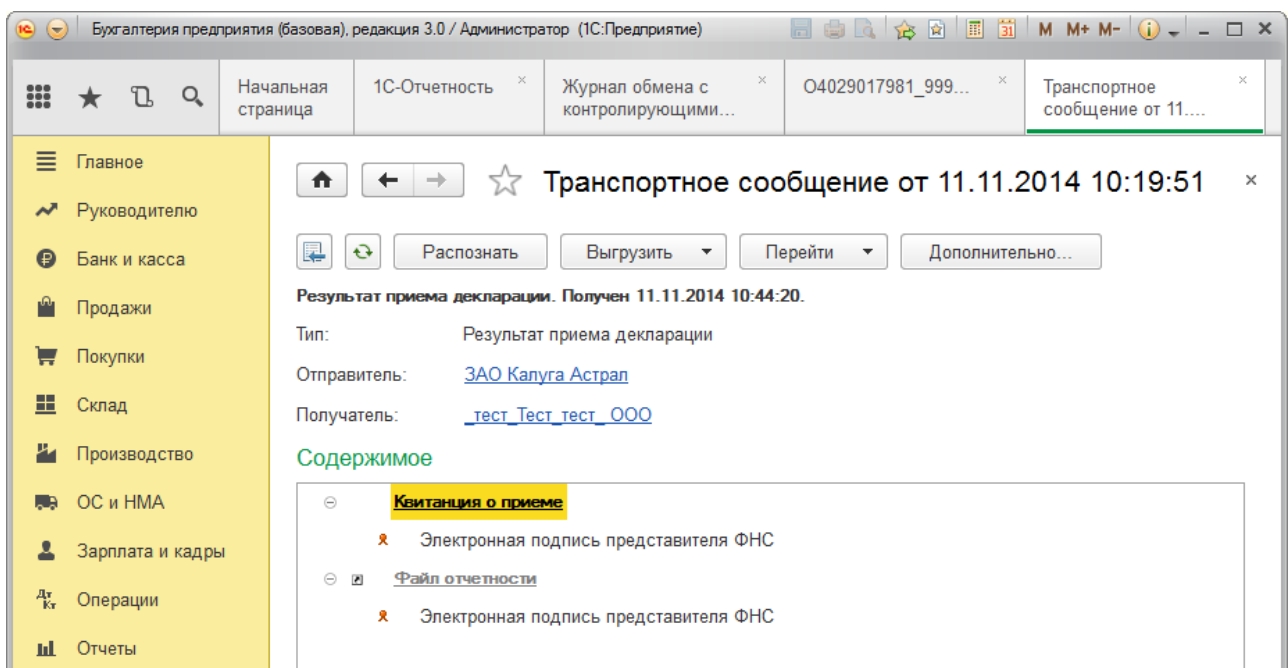 Бухгалтерия предприятия (базовая), редакция 3.0 / Администратор (1С:Предприятие)
M M+ M-
Начальная страница
1С-Отчетность
Журнал обмена с контролирующими...
O4029017981_999...
Транспортное сообщение от 11....
Главное
Руководителю
Банк и касса
Продажи
Покупки
Склад
Производство
ОС и НМА
Зарплата и кадры
Операции
Отчеты
Транспортное сообщение от 11.11.2014 10:19:51
Распознать
Выгрузить
Перейти
Дополнительно...
Результат приема декларации. Получен 11.11.2014 10:44:20.
Тип: Результат приема декларации
Отправитель: ЗАО Калуга Астрал
Получатель: _тест_Тест_тест_ ООО
Содержимое
Квитанция о приеме
Электронная подпись представителя ФНС
Файл отчетности
Электронная подпись представителя ФНС